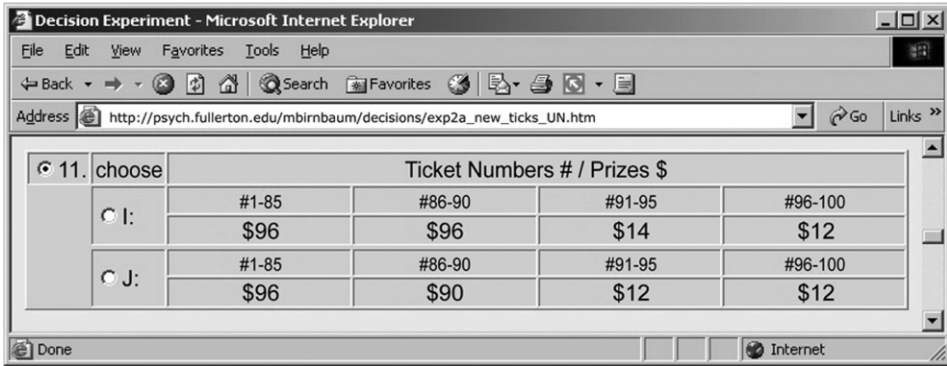 Decision Experiment - Microsoft Internet Explorer
File Edit View Favorites Tools Help
Back Search Favorites
Address http://psych.fullerton.edu/mbirnbaum/decisions/exp2a_new_ticks_UN.htm Go Links »
11. choose Ticket Numbers # / Prizes $
#1-85 #86-90 #91-95 #96-100
I:
$96 $96 $14 $12
#1-85 #86-90 #91-95 #96-100
J:
$96 $90 $12 $12
Done Internet